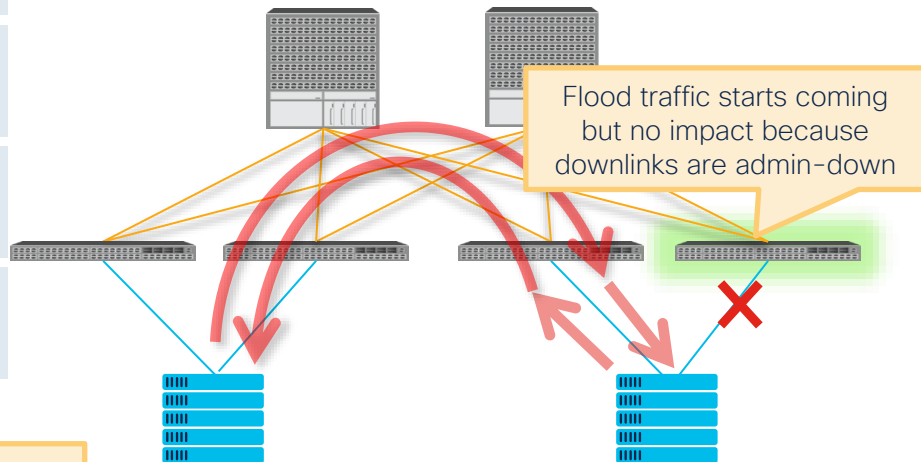 Flood traffic starts coming
but no impact because
downlinks are admin-down